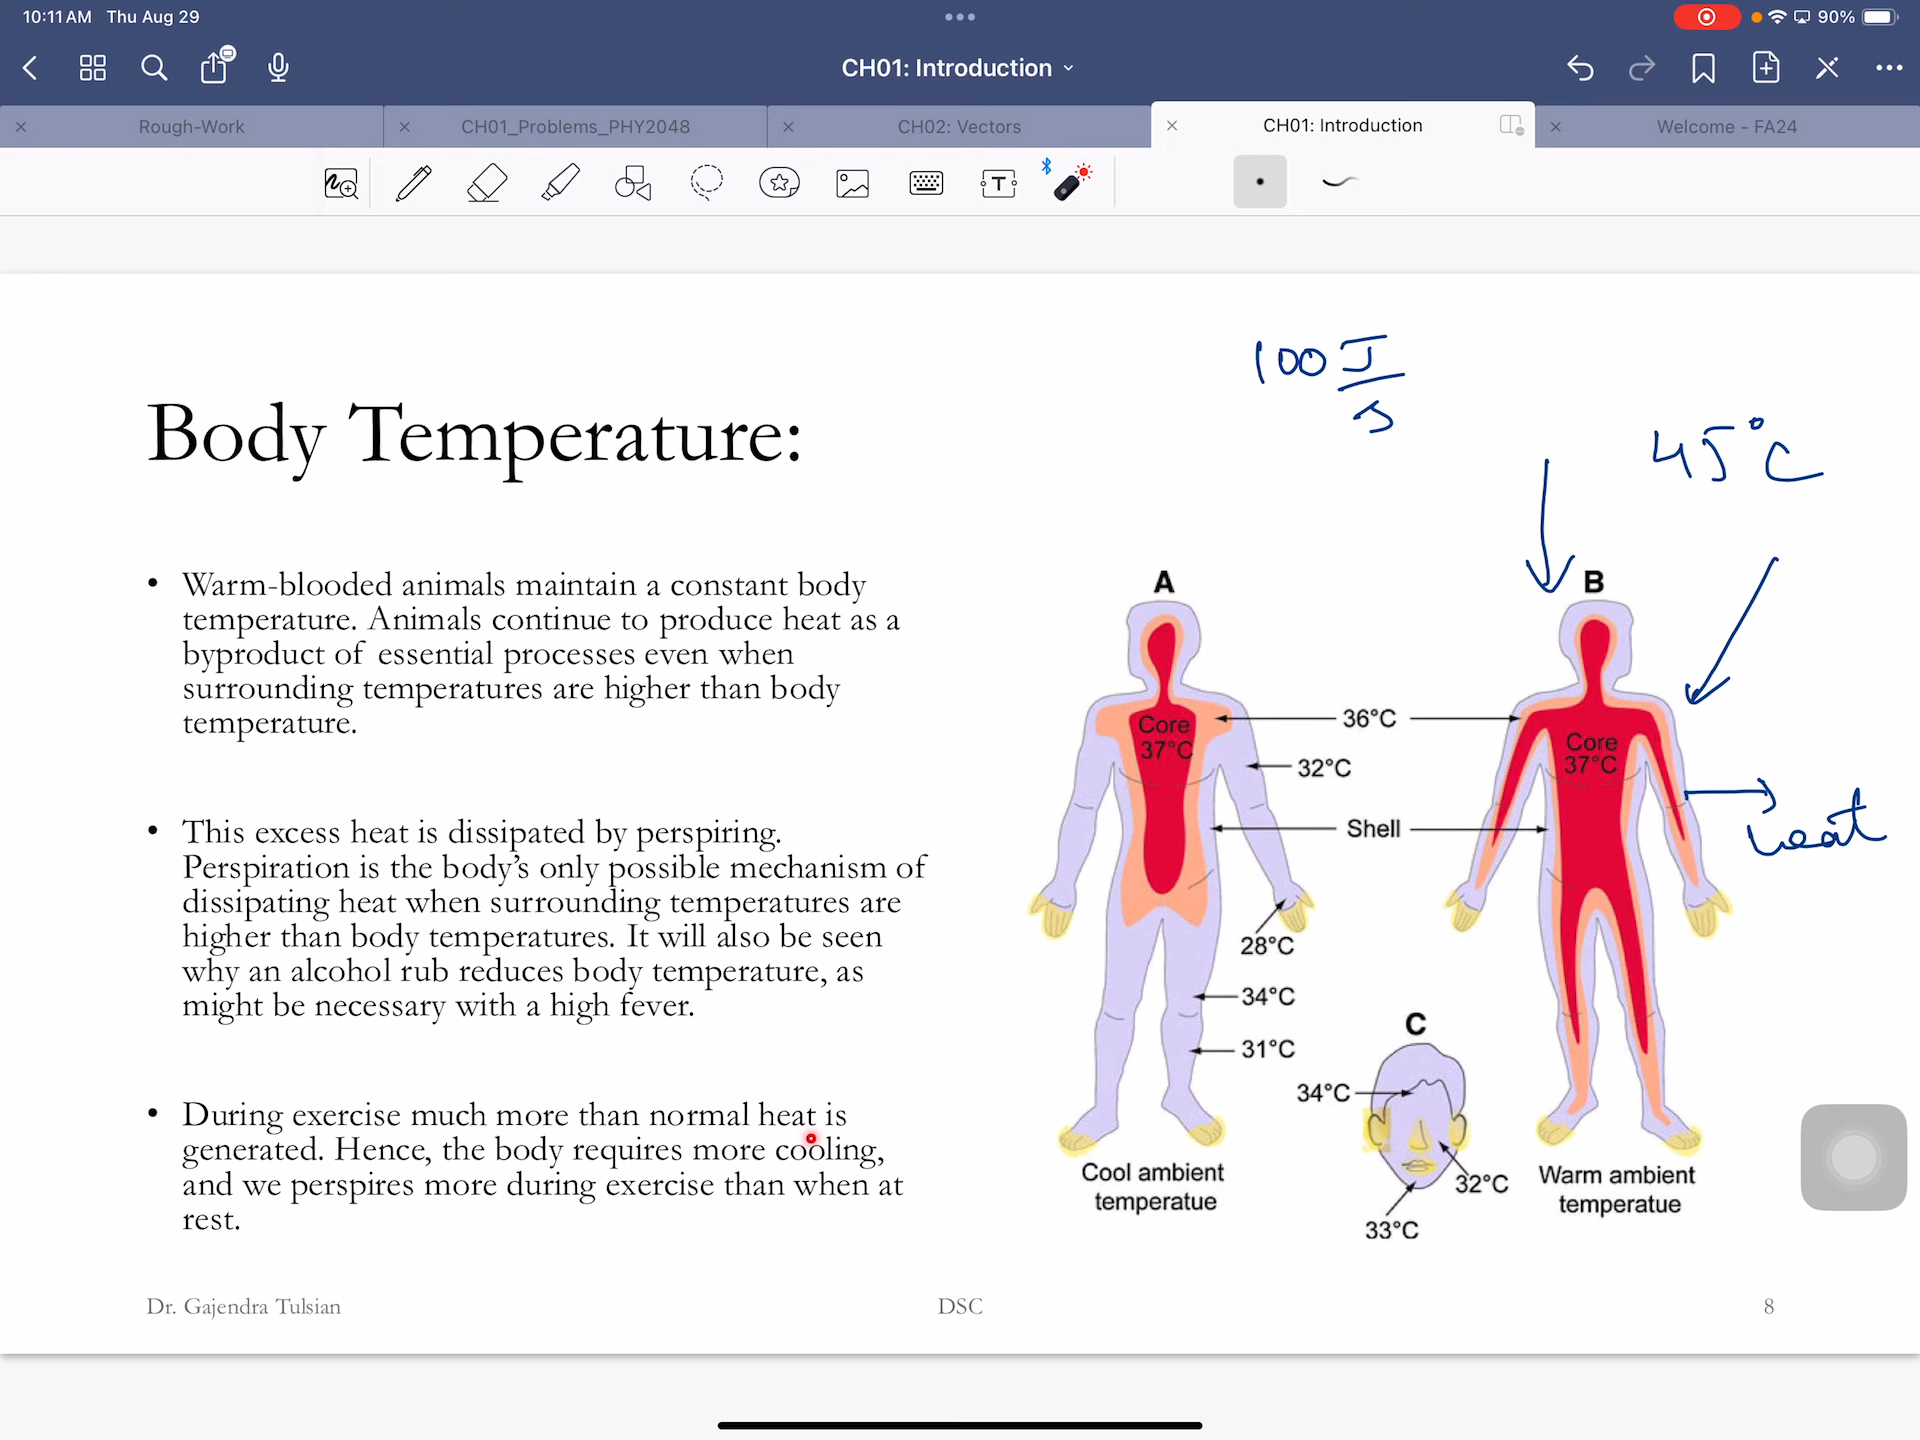 10:11 AM Thu Aug 29
90%
CH01: Introduction
Rough-Work
CH01_Problems_PHY2048
CH02: Vectors
CH01: Introduction
Welcome - FA24
T
100 J
s
45°C
Body Temperature:
• Warm-blooded animals maintain a constant body
temperature. Animals continue to produce heat as a
byproduct of essential processes even when
surrounding temperatures are higher than body
temperature.
• This excess heat is dissipated by perspiring.
Perspiration is the body’s only possible mechanism of
dissipating heat when surrounding temperatures are
higher than body temperatures. It will also be seen
why an alcohol rub reduces body temperature, as
might be necessary with a high fever.
• During exercise much more than normal heat is
generated. Hence, the body requires more cooling,
and we perspires more during exercise than when at
rest.
A
B
Core
37°C
36°C
Core
37°C
32°C
heat
Shell
28°C
34°C
31°C
C
34°C
32°C
33°C
Cool ambient
temperatue
Warm ambient
temperatue
Dr. Gajendra Tulsian
DSC
8